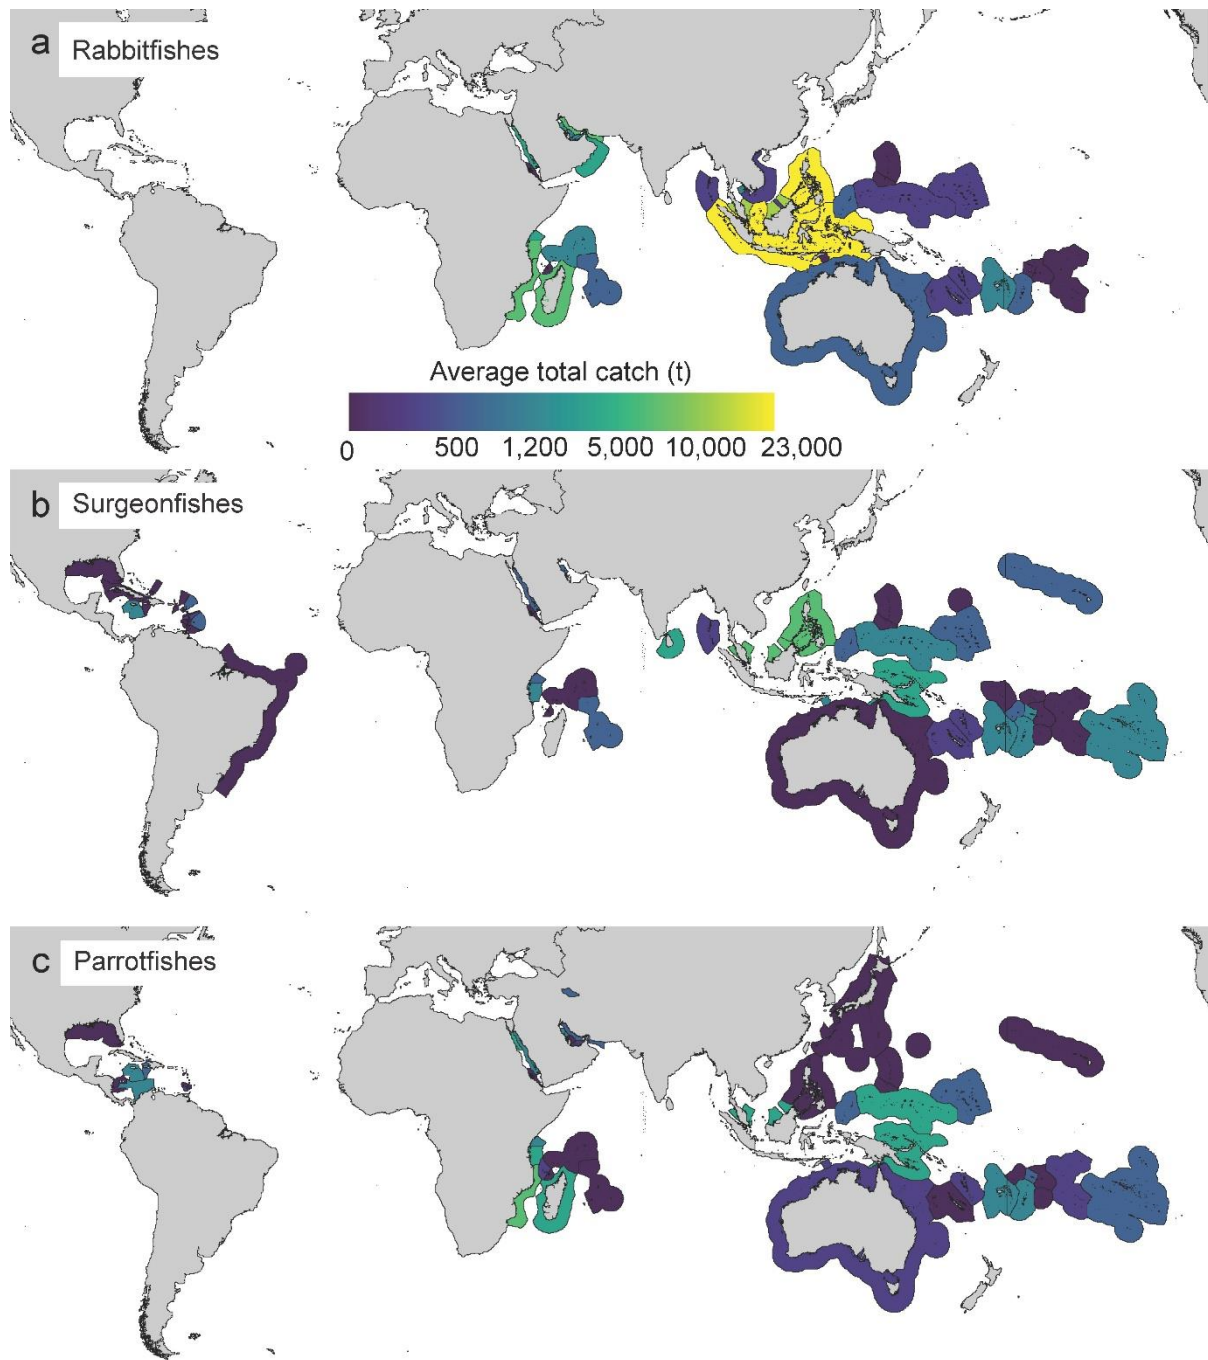 a Rabbitfishes
Average total catch (t)
0 500 1,200 5,000 10,000 23,000
b Surgeonfishes
c Parrotfishes